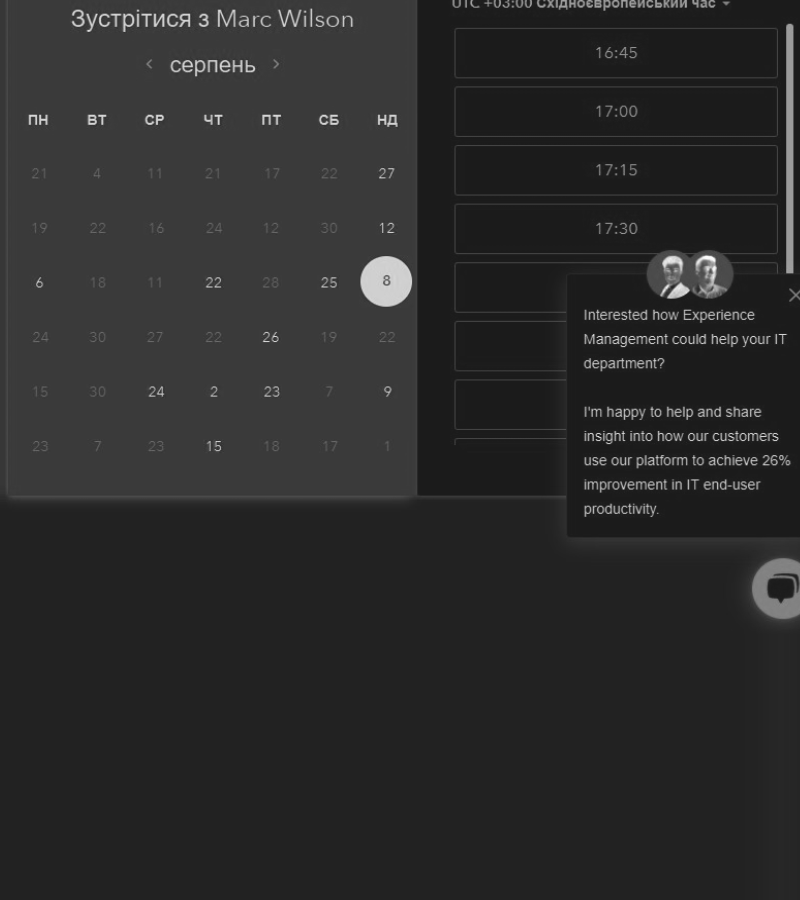 Зустрітися з Marc Wilson
серпень
ПН ВТ СР ЧТ ПТ СБ НД
21 4 11 21 17 22 27
19 22 16 24 12 30 12
6 18 11 22 28 25 8
24 30 27 22 26 19 22
15 30 24 2 23 7 9
23 7 23 15 18 17 1
UTC +03:00 Східноєвропейський час
16:45
17:00
17:15
17:30
Interested how Experience
Management could help your IT
department?
I'm happy to help and share
insight into how our customers
use our platform to achieve 26%
improvement in IT end-user
productivity.